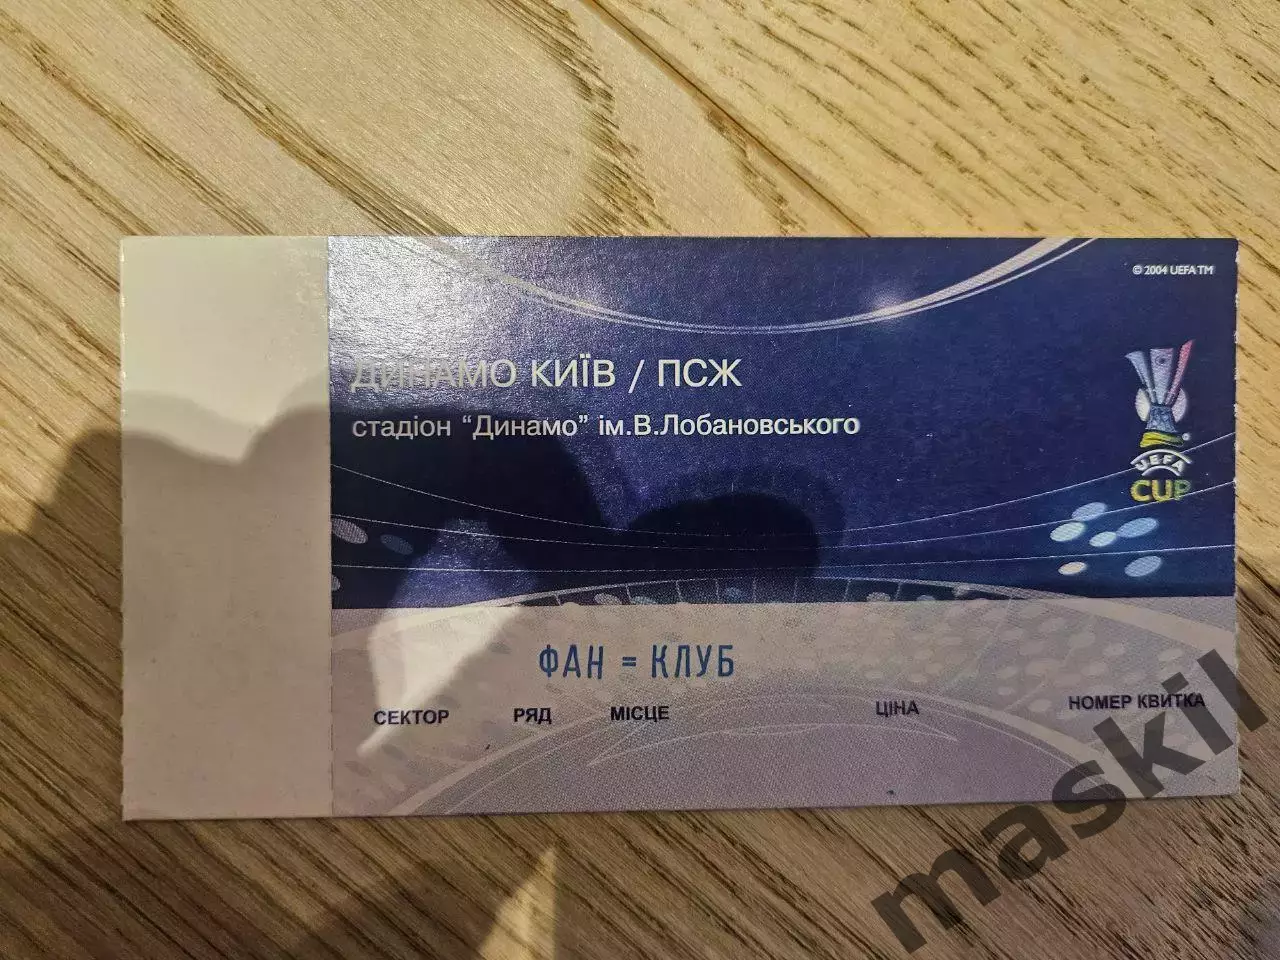 © 2004 UEFA TM
ДИНАМО КИЇВ / ПСЖ
стадіон “Динамо” ім.В.Лобановського
UEFA
CUP
ФАН = КЛУБ
СЕКТОР РЯД МІСЦЕ ЦІНА НОМЕР КВИТКА
maskil